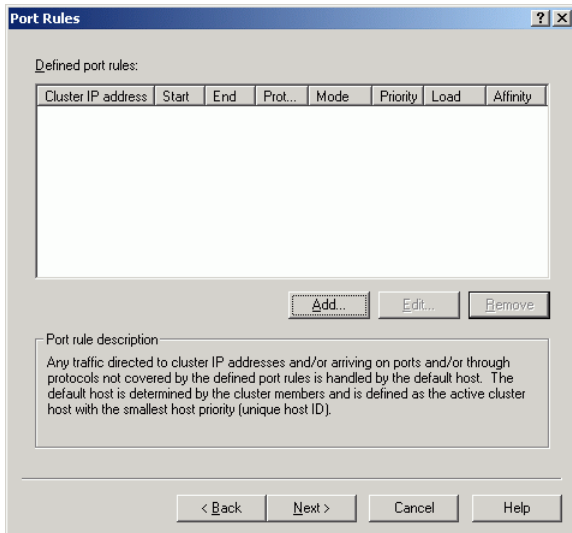 Port Rules
Defined port rules:
Cluster IP address Start End Prot... Mode Priority Load Affinity
Add... Edit... Remove
Port rule description
Any traffic directed to cluster IP addresses and/or arriving on ports and/or through
protocols not covered by the defined port rules is handled by the default host. The
default host is determined by the cluster members and is defined as the active cluster
host with the smallest host priority (unique host ID).
< Back Next > Cancel Help